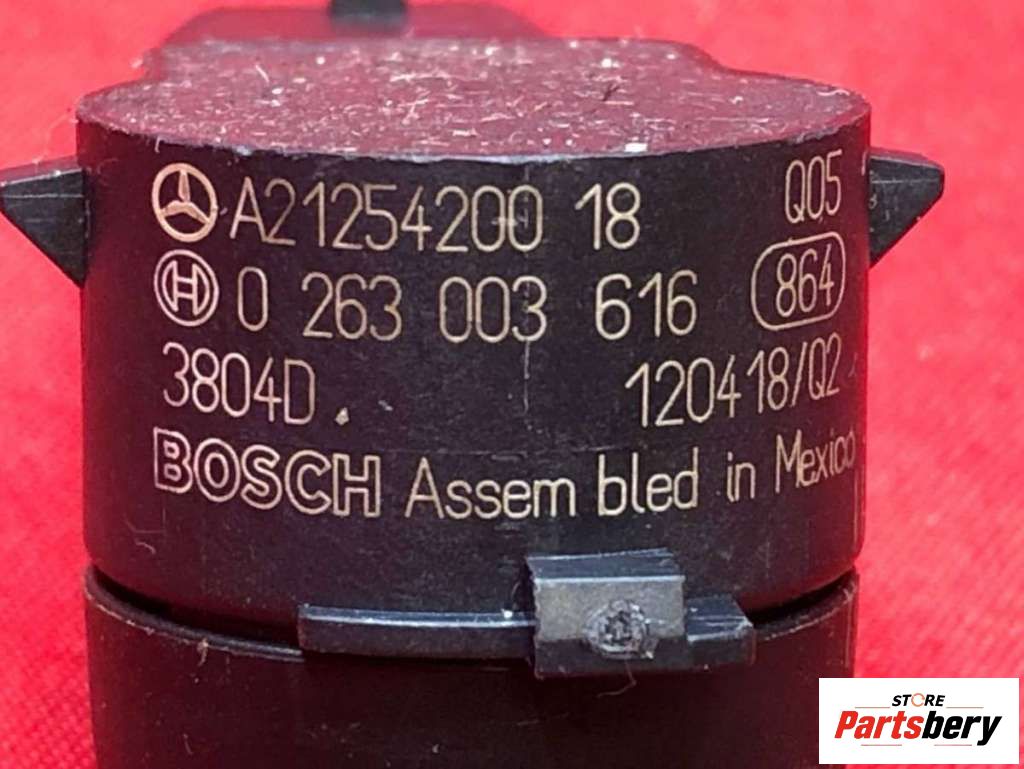 A21254200 18 Q05
0 263 003 616 864
3804D. 120418/Q2
BOSCH Assem bled in Mexico
STORE
Partsbery